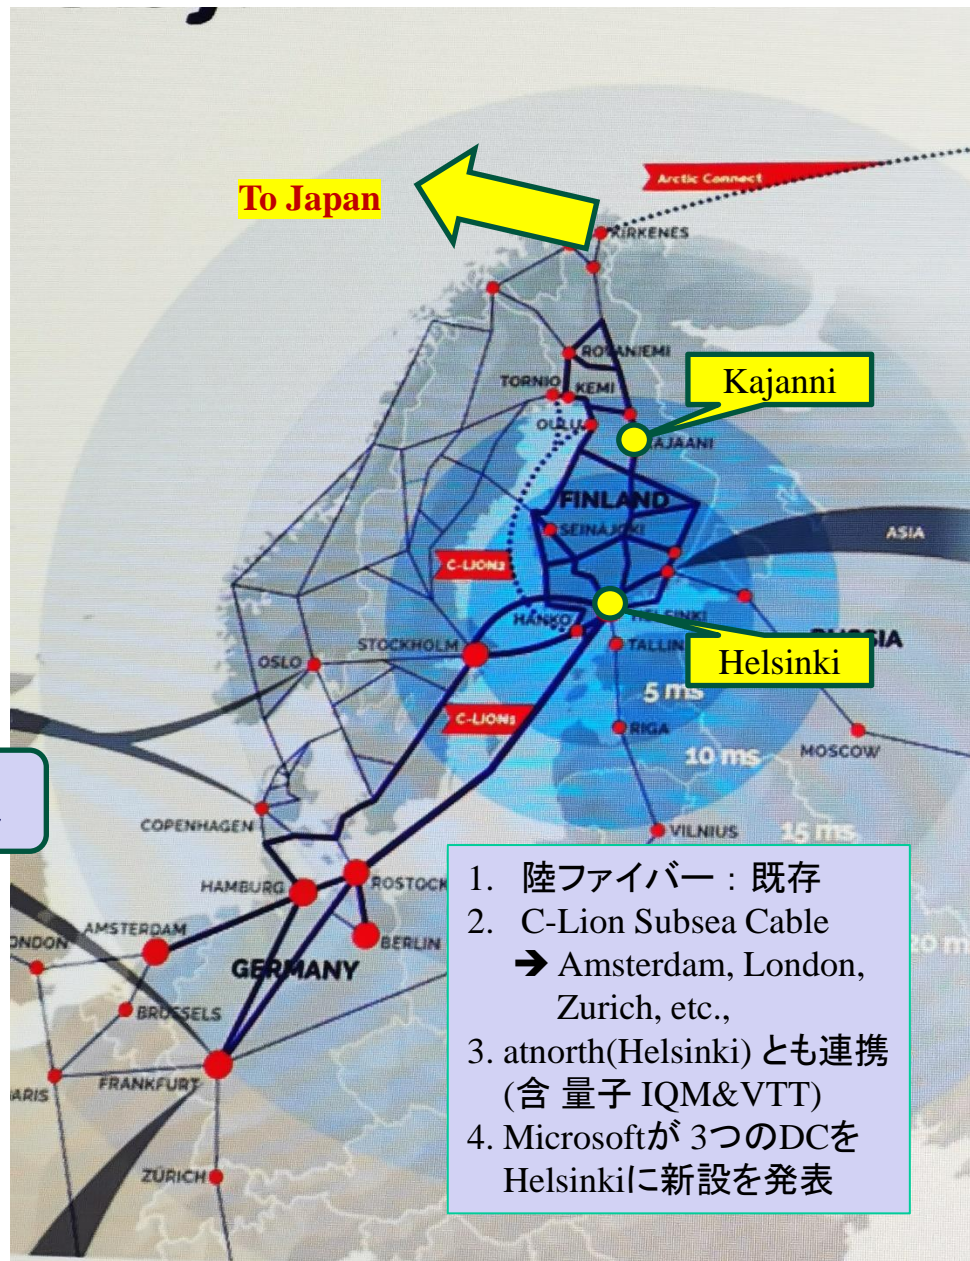 To Japan
Arctic Connect
KIRKENES
ROVANIEMI
TORNIO
KEMI
OULU
Kajanni
FINLAND
SEINÄJOKI
ASIA
C-LION2
HANKO
HELSINKI
STOCKHOLM
TALLIN
Helsinki
OSLO
5 ms
C-LION1
RIGA
10 ms
MOSCOW
COPENHAGEN
VILNIUS
15 ms
HAMBURG
ROSTOCK
AMSTERDAM
BERLIN
GERMANY
BRUSSELS
FRANKFURT
ZÜRICH
20 m
1. 陸ファイバー：既存
2. C-Lion Subsea Cable
➔ Amsterdam, London,
Zurich, etc.,
3. atnorth(Helsinki) とも連携
(含 量子 IQM&VTT)
4. Microsoftが 3つのDCを
Helsinkiに新設を発表